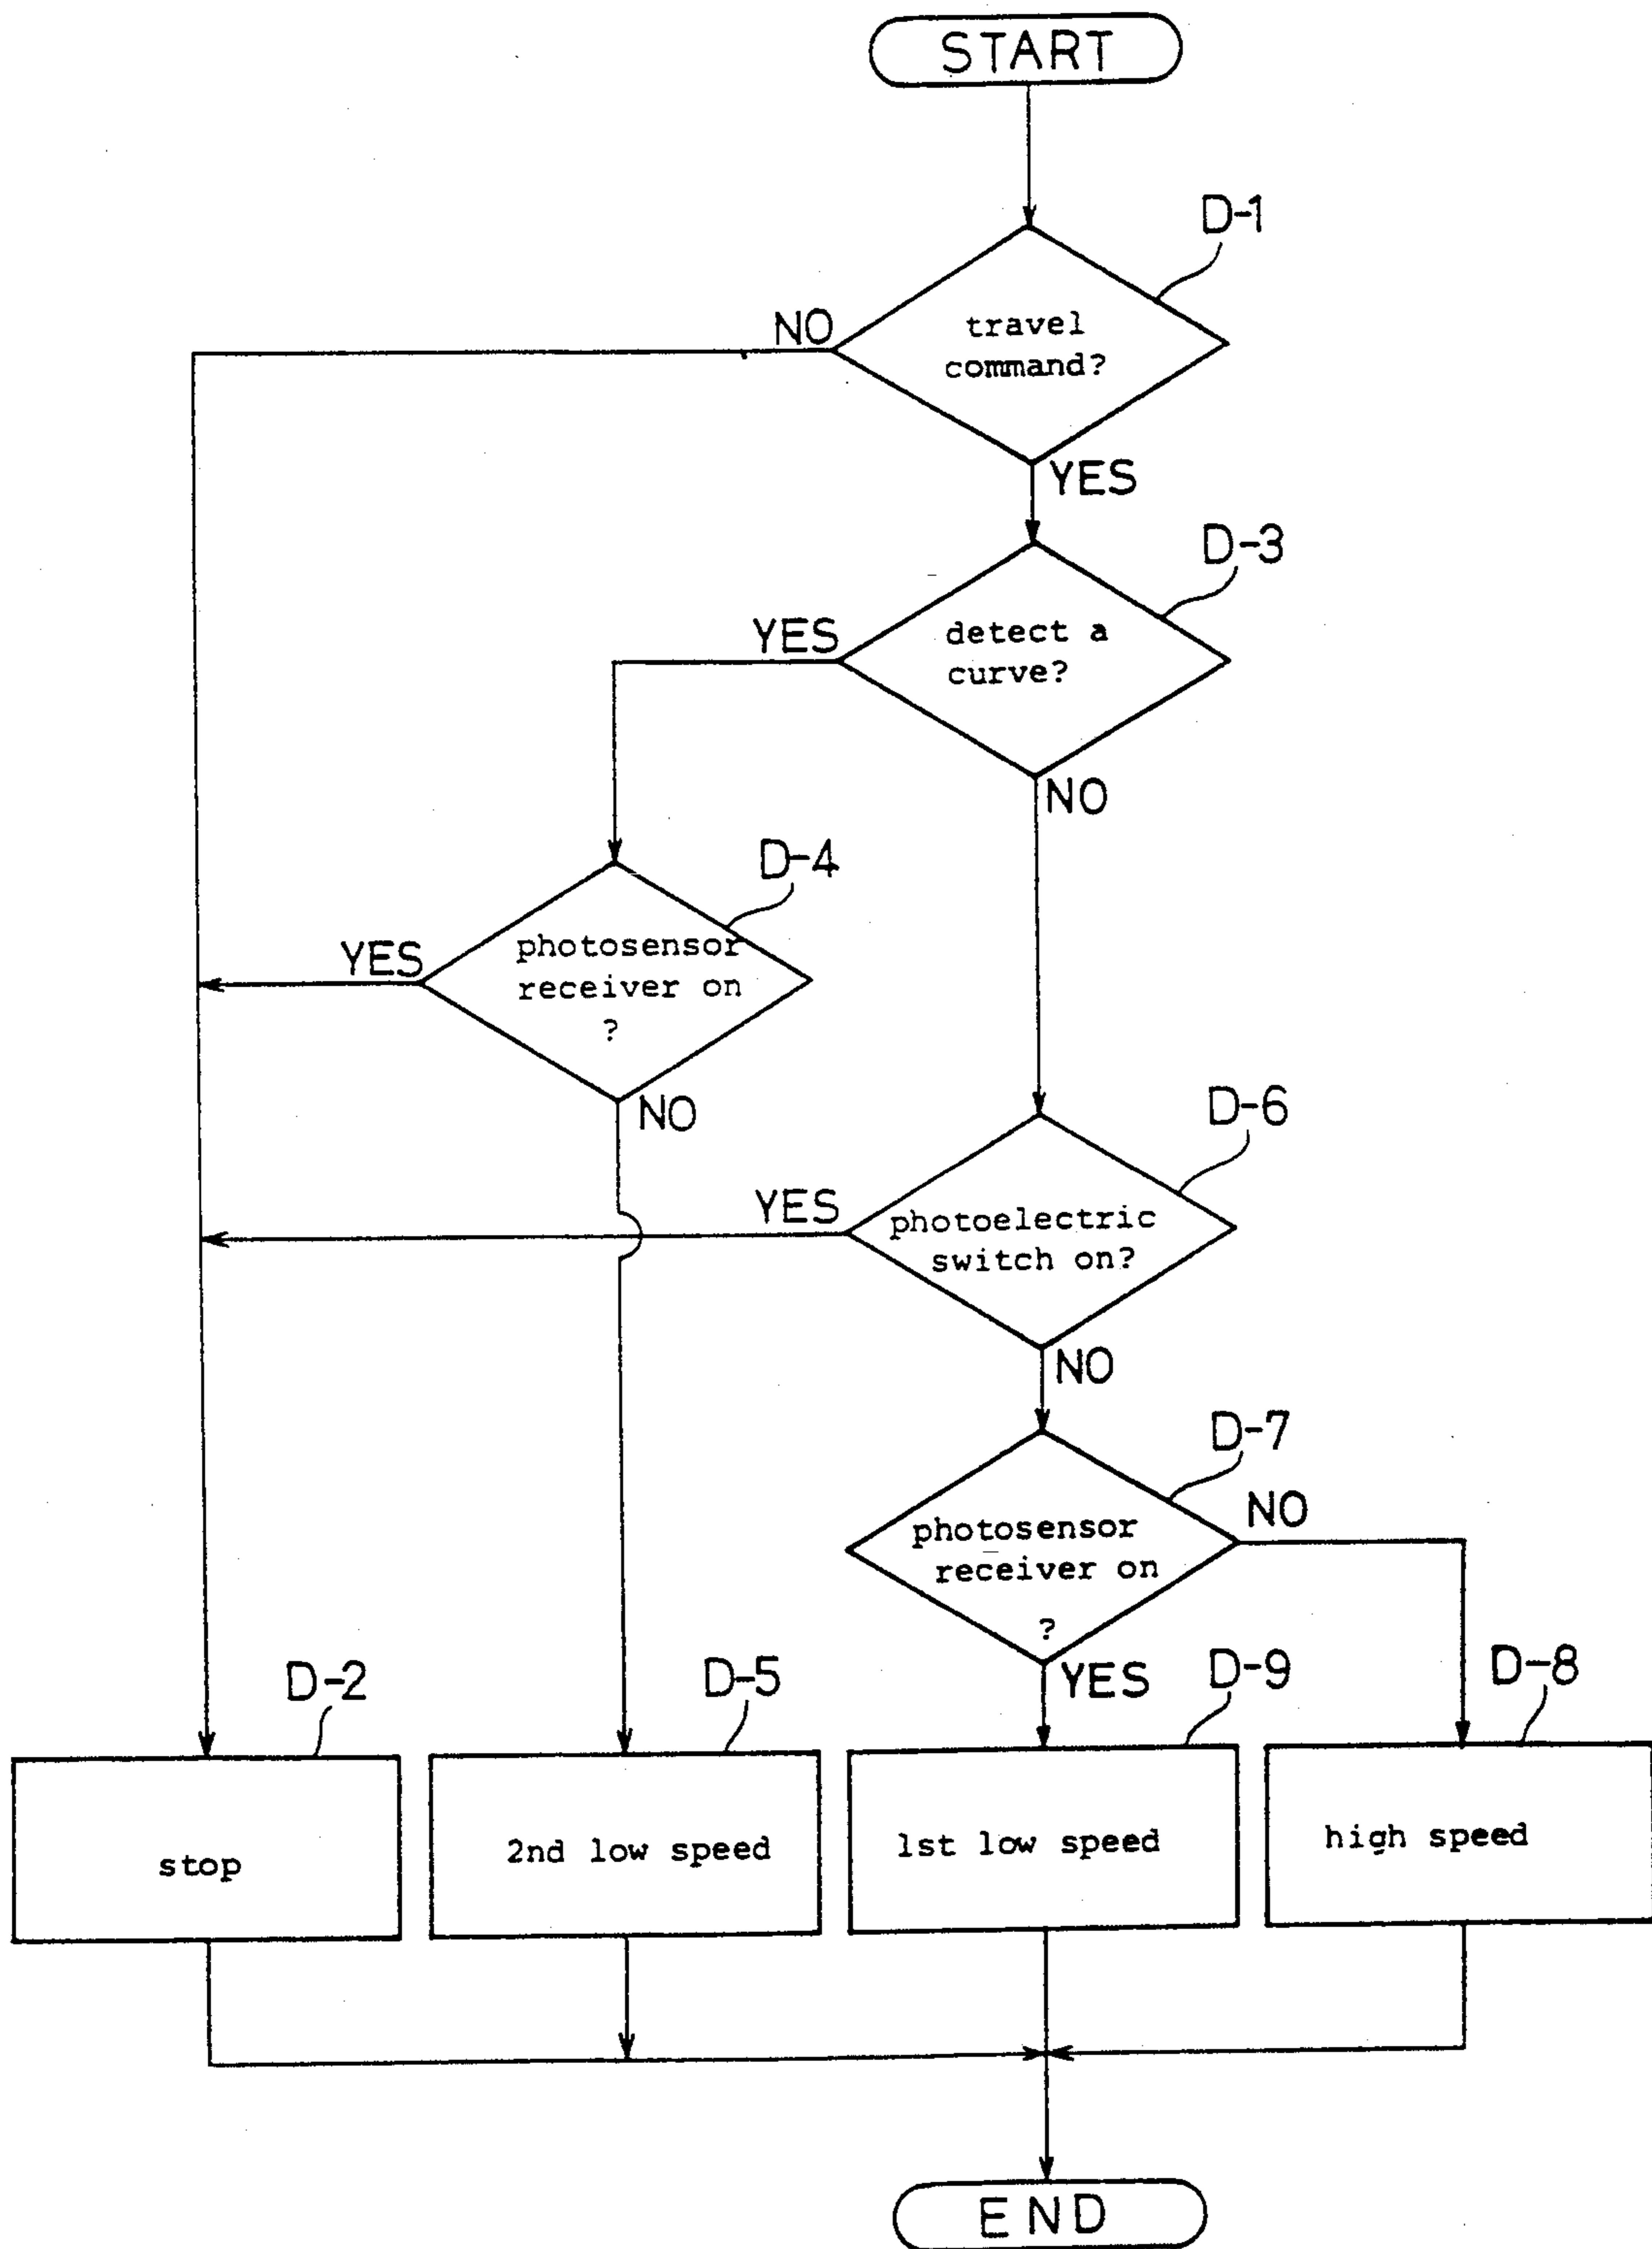 START
D-1
NO
travel
command?
YES
D-3
YES
detect a
curve?
NO
D-4
YES
photosensor
receiver on
?
NO
D-6
YES
photoelectric
switch on?
NO
D-7
photosensor
receiver on
?
NO
YES
D-2
D-5
D-9
D-8
stop
2nd low speed
1st low speed
high speed
END